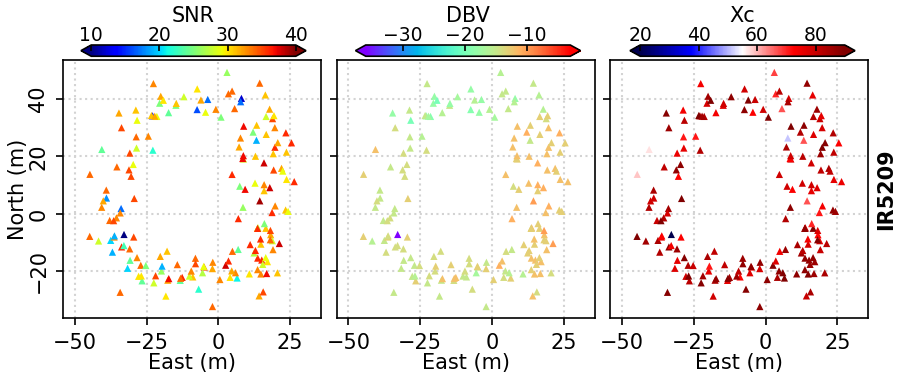 SNR
DBV
Xc
10 20 30 40
−30 −20 −10
20 40 60 80
North (m)
40
20
0
−20
−50 −25 0 25
−50 −25 0 25
−50 −25 0 25
East (m)
East (m)
East (m)
IR5209